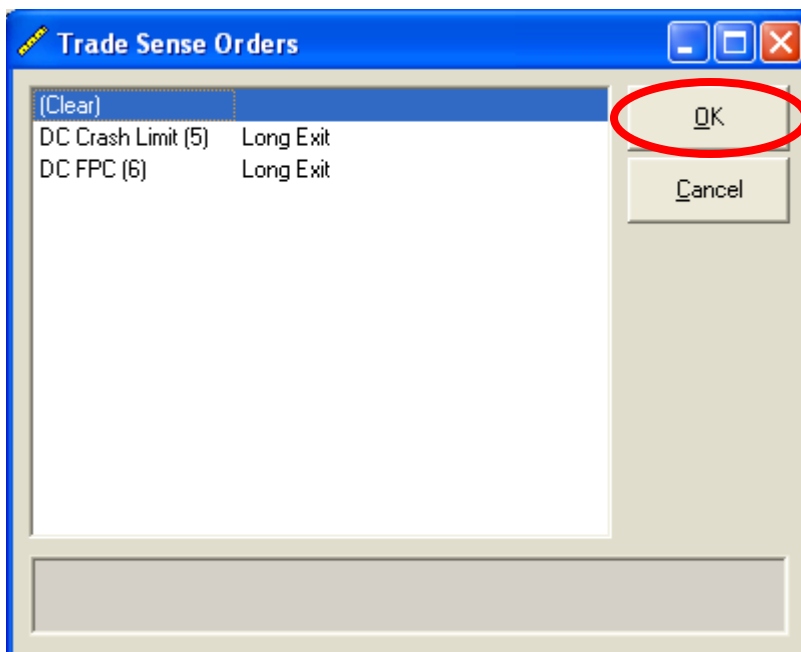 Trade Sense Orders
(Clear)
DC Crash Limit (5) Long Exit
DC FPC (6) Long Exit
OK
Cancel